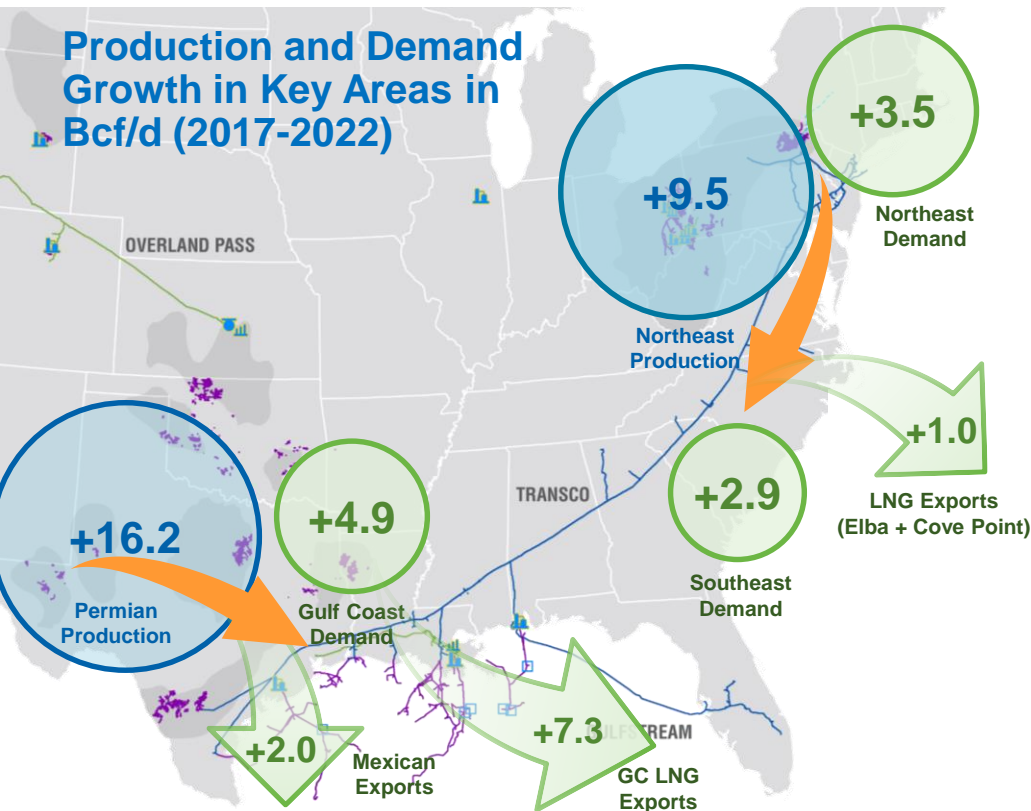 Production and Demand
Growth in Key Areas in
Bcf/d (2017-2022)
+3.5
Northeast
Demand
+9.5
Northeast
Production
OVERLAND PASS
+1.0
LNG Exports
(Elba + Cove Point)
+2.9
Southeast
Demand
TRANSCO
+4.9
Gulf Coast
Demand
+16.2
Permian
Production
+2.0
Mexican
Exports
+7.3
GULFSTREAM
GC LNG
Exports